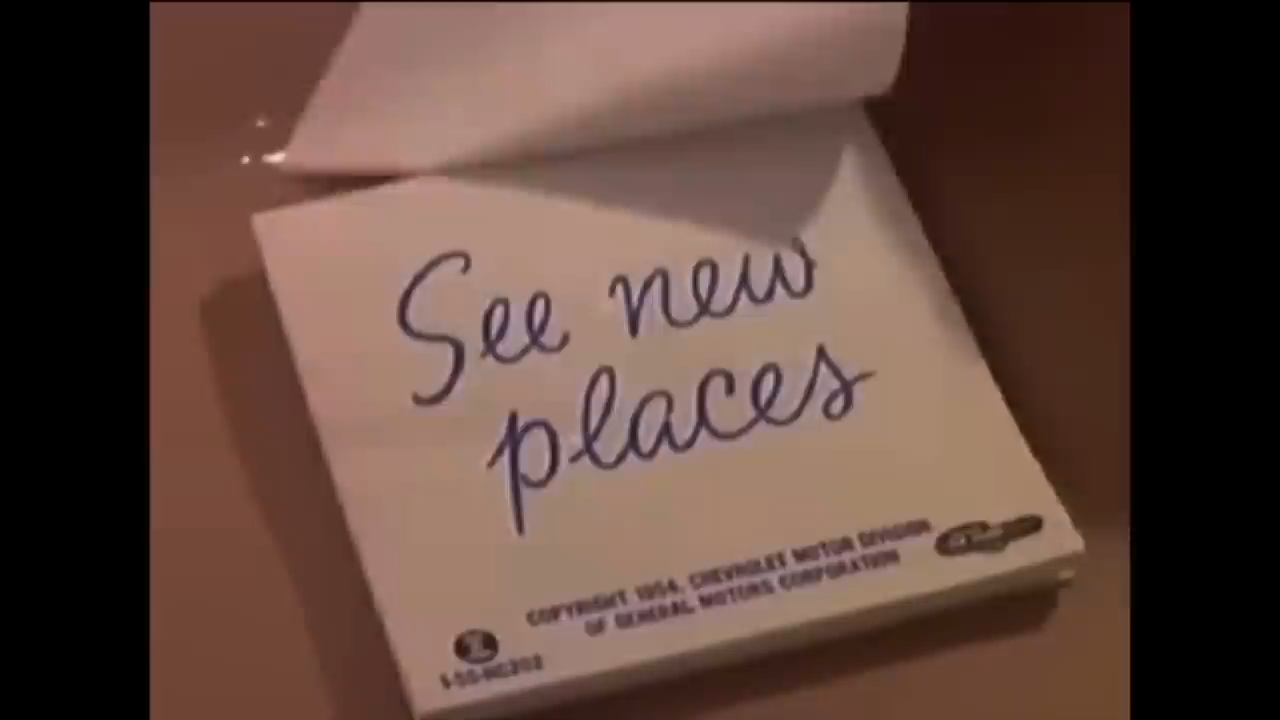 See new
places
COPYRIGHT 1954, CHEVROLET MOTOR DIVISION
OF GENERAL MOTORS CORPORATION